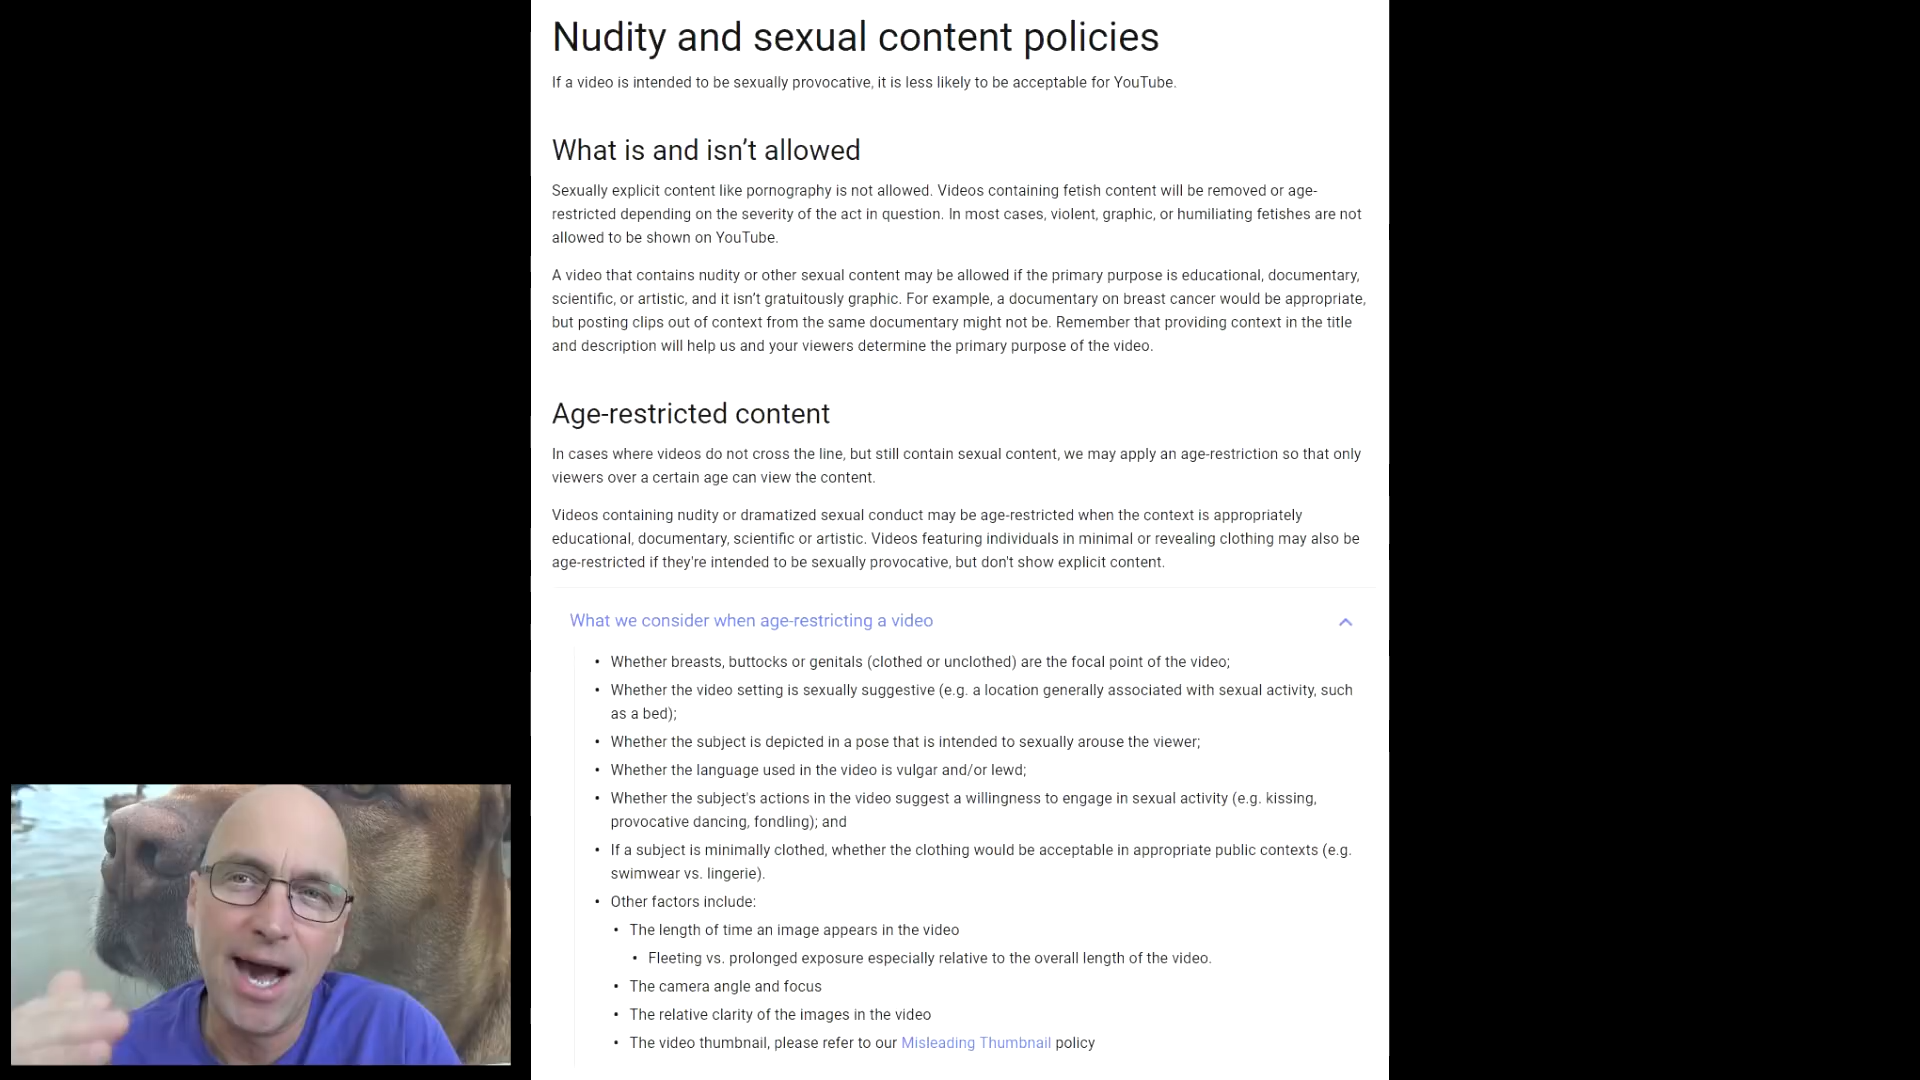 Nudity and sexual content policies
If a video is intended to be sexually provocative, it is less likely to be acceptable for YouTube.
What is and isn’t allowed
Sexually explicit content like pornography is not allowed. Videos containing fetish content will be removed or age-
restricted depending on the severity of the act in question. In most cases, violent, graphic, or humiliating fetishes are not
allowed to be shown on YouTube.
A video that contains nudity or other sexual content may be allowed if the primary purpose is educational, documentary,
scientific, or artistic, and it isn’t gratuitously graphic. For example, a documentary on breast cancer would be appropriate,
but posting clips out of context from the same documentary might not be. Remember that providing context in the title
and description will help us and your viewers determine the primary purpose of the video.
Age-restricted content
In cases where videos do not cross the line, but still contain sexual content, we may apply an age-restriction so that only
viewers over a certain age can view the content.
Videos containing nudity or dramatized sexual conduct may be age-restricted when the context is appropriately
educational, documentary, scientific or artistic. Videos featuring individuals in minimal or revealing clothing may also be
age-restricted if they're intended to be sexually provocative, but don't show explicit content.
What we consider when age-restricting a video
• Whether breasts, buttocks or genitals (clothed or unclothed) are the focal point of the video;
• Whether the video setting is sexually suggestive (e.g. a location generally associated with sexual activity, such
as a bed);
• Whether the subject is depicted in a pose that is intended to sexually arouse the viewer;
• Whether the language used in the video is vulgar and/or lewd;
• Whether the subject's actions in the video suggest a willingness to engage in sexual activity (e.g. kissing,
provocative dancing, fondling); and
• If a subject is minimally clothed, whether the clothing would be acceptable in appropriate public contexts (e.g.
swimwear vs. lingerie).
• Other factors include:
• The length of time an image appears in the video
• Fleeting vs. prolonged exposure especially relative to the overall length of the video.
• The camera angle and focus
• The relative clarity of the images in the video
• The video thumbnail, please refer to our Misleading Thumbnail policy